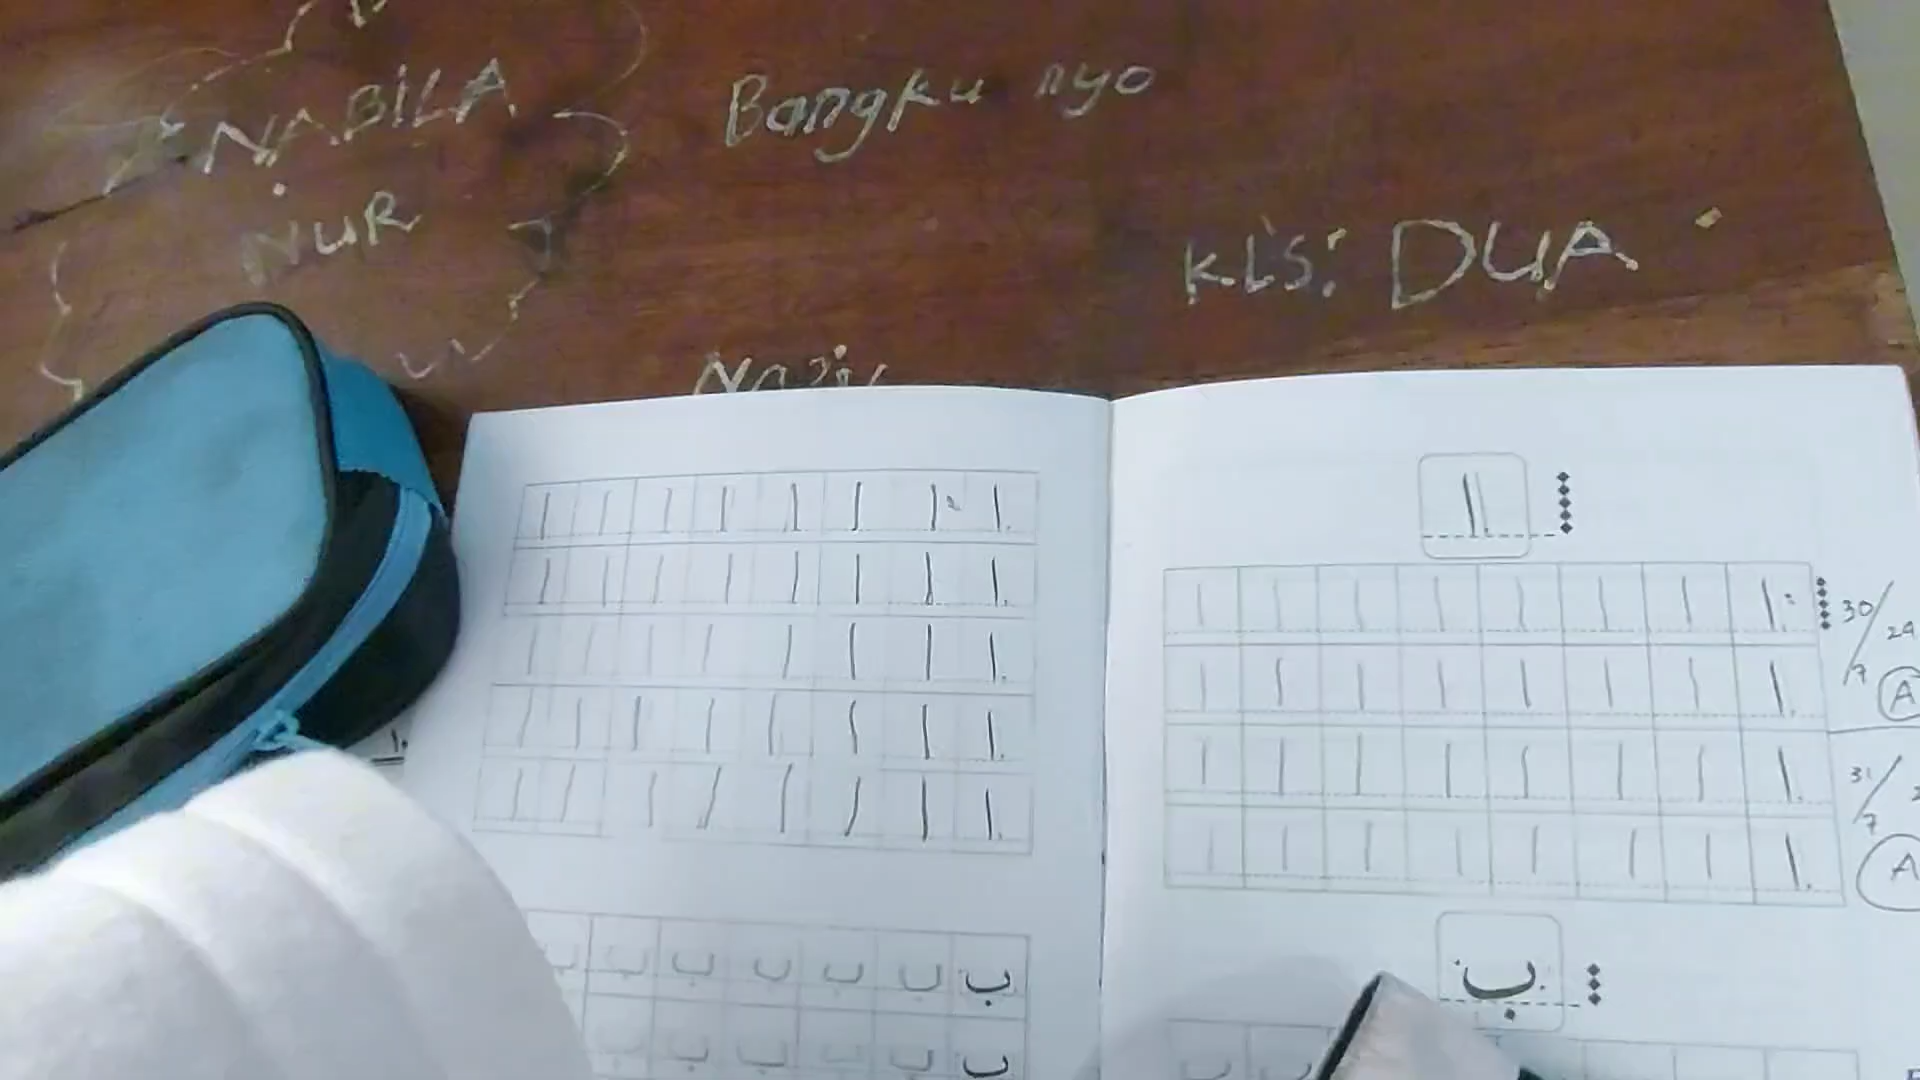 NABILA
NUR
Bangku nyo
KLS: DUA
ا ا ا ا ا ا ا ا
ا ا ا ا ا ا ا ا
ا ا ا ا ا ا ا ا
ا ا ا ا ا ا ا ا
ا ا ا ا ا ا ا ا
ب ب ب ب ب ب ب
ب ب ب ب ب ب
ا
ا ا ا ا ا ا ا ا
ا ا ا ا ا ا ا ا
ا ا ا ا ا ا ا ا
ا ا ا ا ا ا ا ا
30/7
A
31/7
A
ب